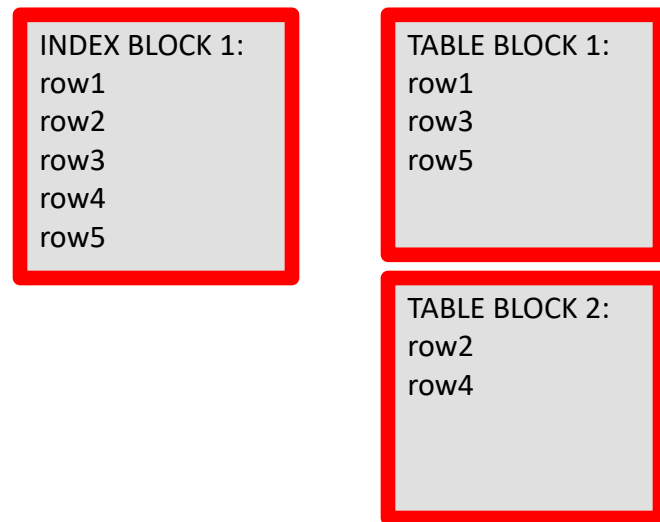 INDEX BLOCK 1:
row1
row2
row3
row4
row5
TABLE BLOCK 1:
row1
row3
row5
TABLE BLOCK 2:
row2
row4